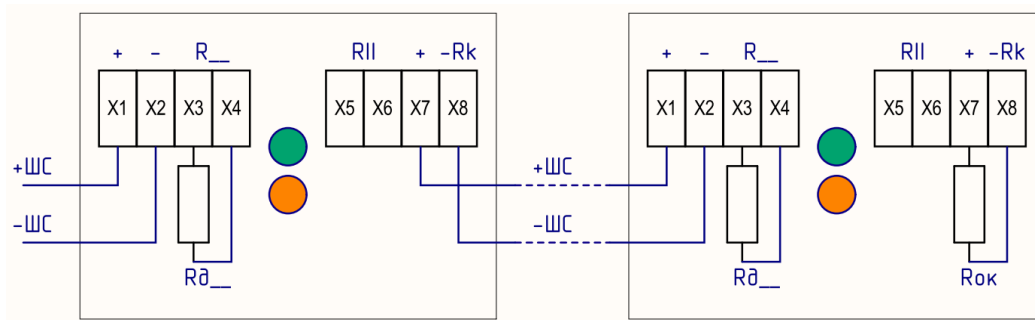 + - R__ RII + -Rk + - R__ RII + -Rk
X1 X2 X3 X4 X5 X6 X7 X8 X1 X2 X3 X4 X5 X6 X7 X8
+ШС +ШС
-ШС -ШС
Rд__ Rд__ Rок